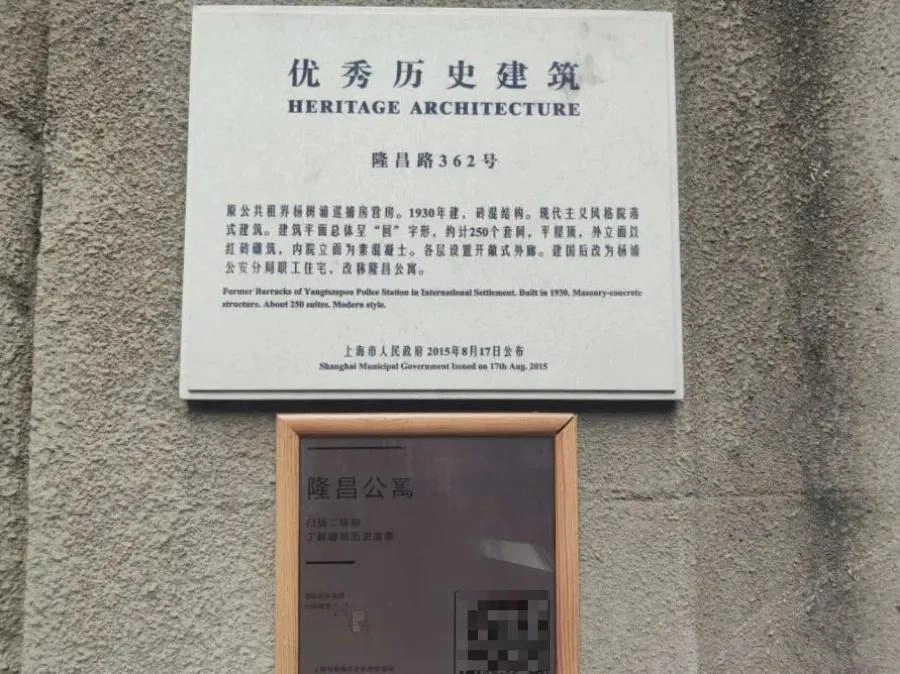 优秀历史建筑
HERITAGE ARCHITECTURE
隆昌路362号
原公共租界杨树浦巡捕房营房。1930年建，砖混结构。现代主义风格院落
式建筑。建筑平面总体呈“回”字形，约计250个套间，平屋顶，外立面以
红砖砌筑，内院立面为素混凝土。各层设置开敞式外廊。建国后改为杨浦
公安分局职工住宅，改称隆昌公寓。
Former Barracks of Yangtszepoo Police Station in International Settlement. Built in 1930. Masonry-concrete
structure. About 250 suites. Modern style.
上海市人民政府 2015年8月17日公布
Shanghai Municipal Government Issued on 17th Aug. 2015
隆昌公寓
扫描二维码
了解建筑历史故事